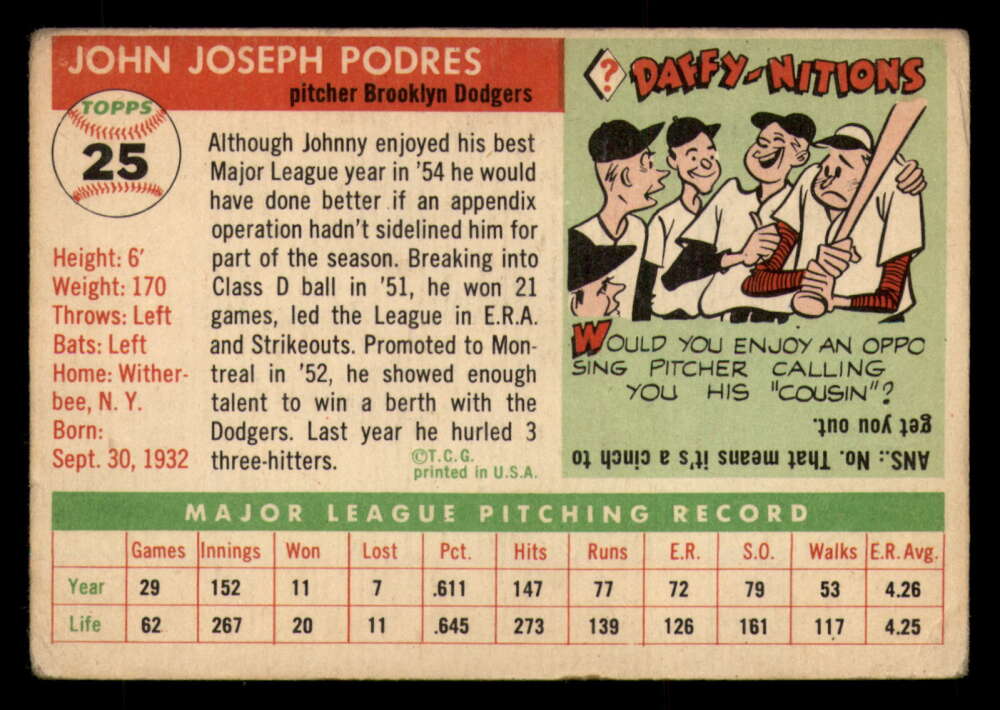 JOHN JOSEPH PODRES
pitcher Brooklyn Dodgers
TOPPS
25
Height: 6′
Weight: 170
Throws: Left
Bats: Left
Home: Wither-
bee, N. Y.
Born:
Sept. 30, 1932
Although Johnny enjoyed his best
Major League year in '54 he would
have done better if an appendix
operation hadn't sidelined him for
part of the season. Breaking into
Class D ball in '51, he won 21
games, led the League in E.R.A.
and Strikeouts. Promoted to Mon-
treal in '52, he showed enough
talent to win a berth with the
Dodgers. Last year he hurled 3
three-hitters.
©T.C.G.
printed in U.S.A.
? DAFFY-NITIONS
WOULD YOU ENJOY AN OPPO
SING PITCHER CALLING
YOU HIS "COUSIN"?
ANS.: No. That means it's a cinch to
get you out.
MAJOR LEAGUE PITCHING RECORD
Games Innings Won Lost Pct. Hits Runs E.R. S.O. Walks E.R. Avg.
Year 29 152 11 7 .611 147 77 72 79 53 4.26
Life 62 267 20 11 .645 273 139 126 161 117 4.25